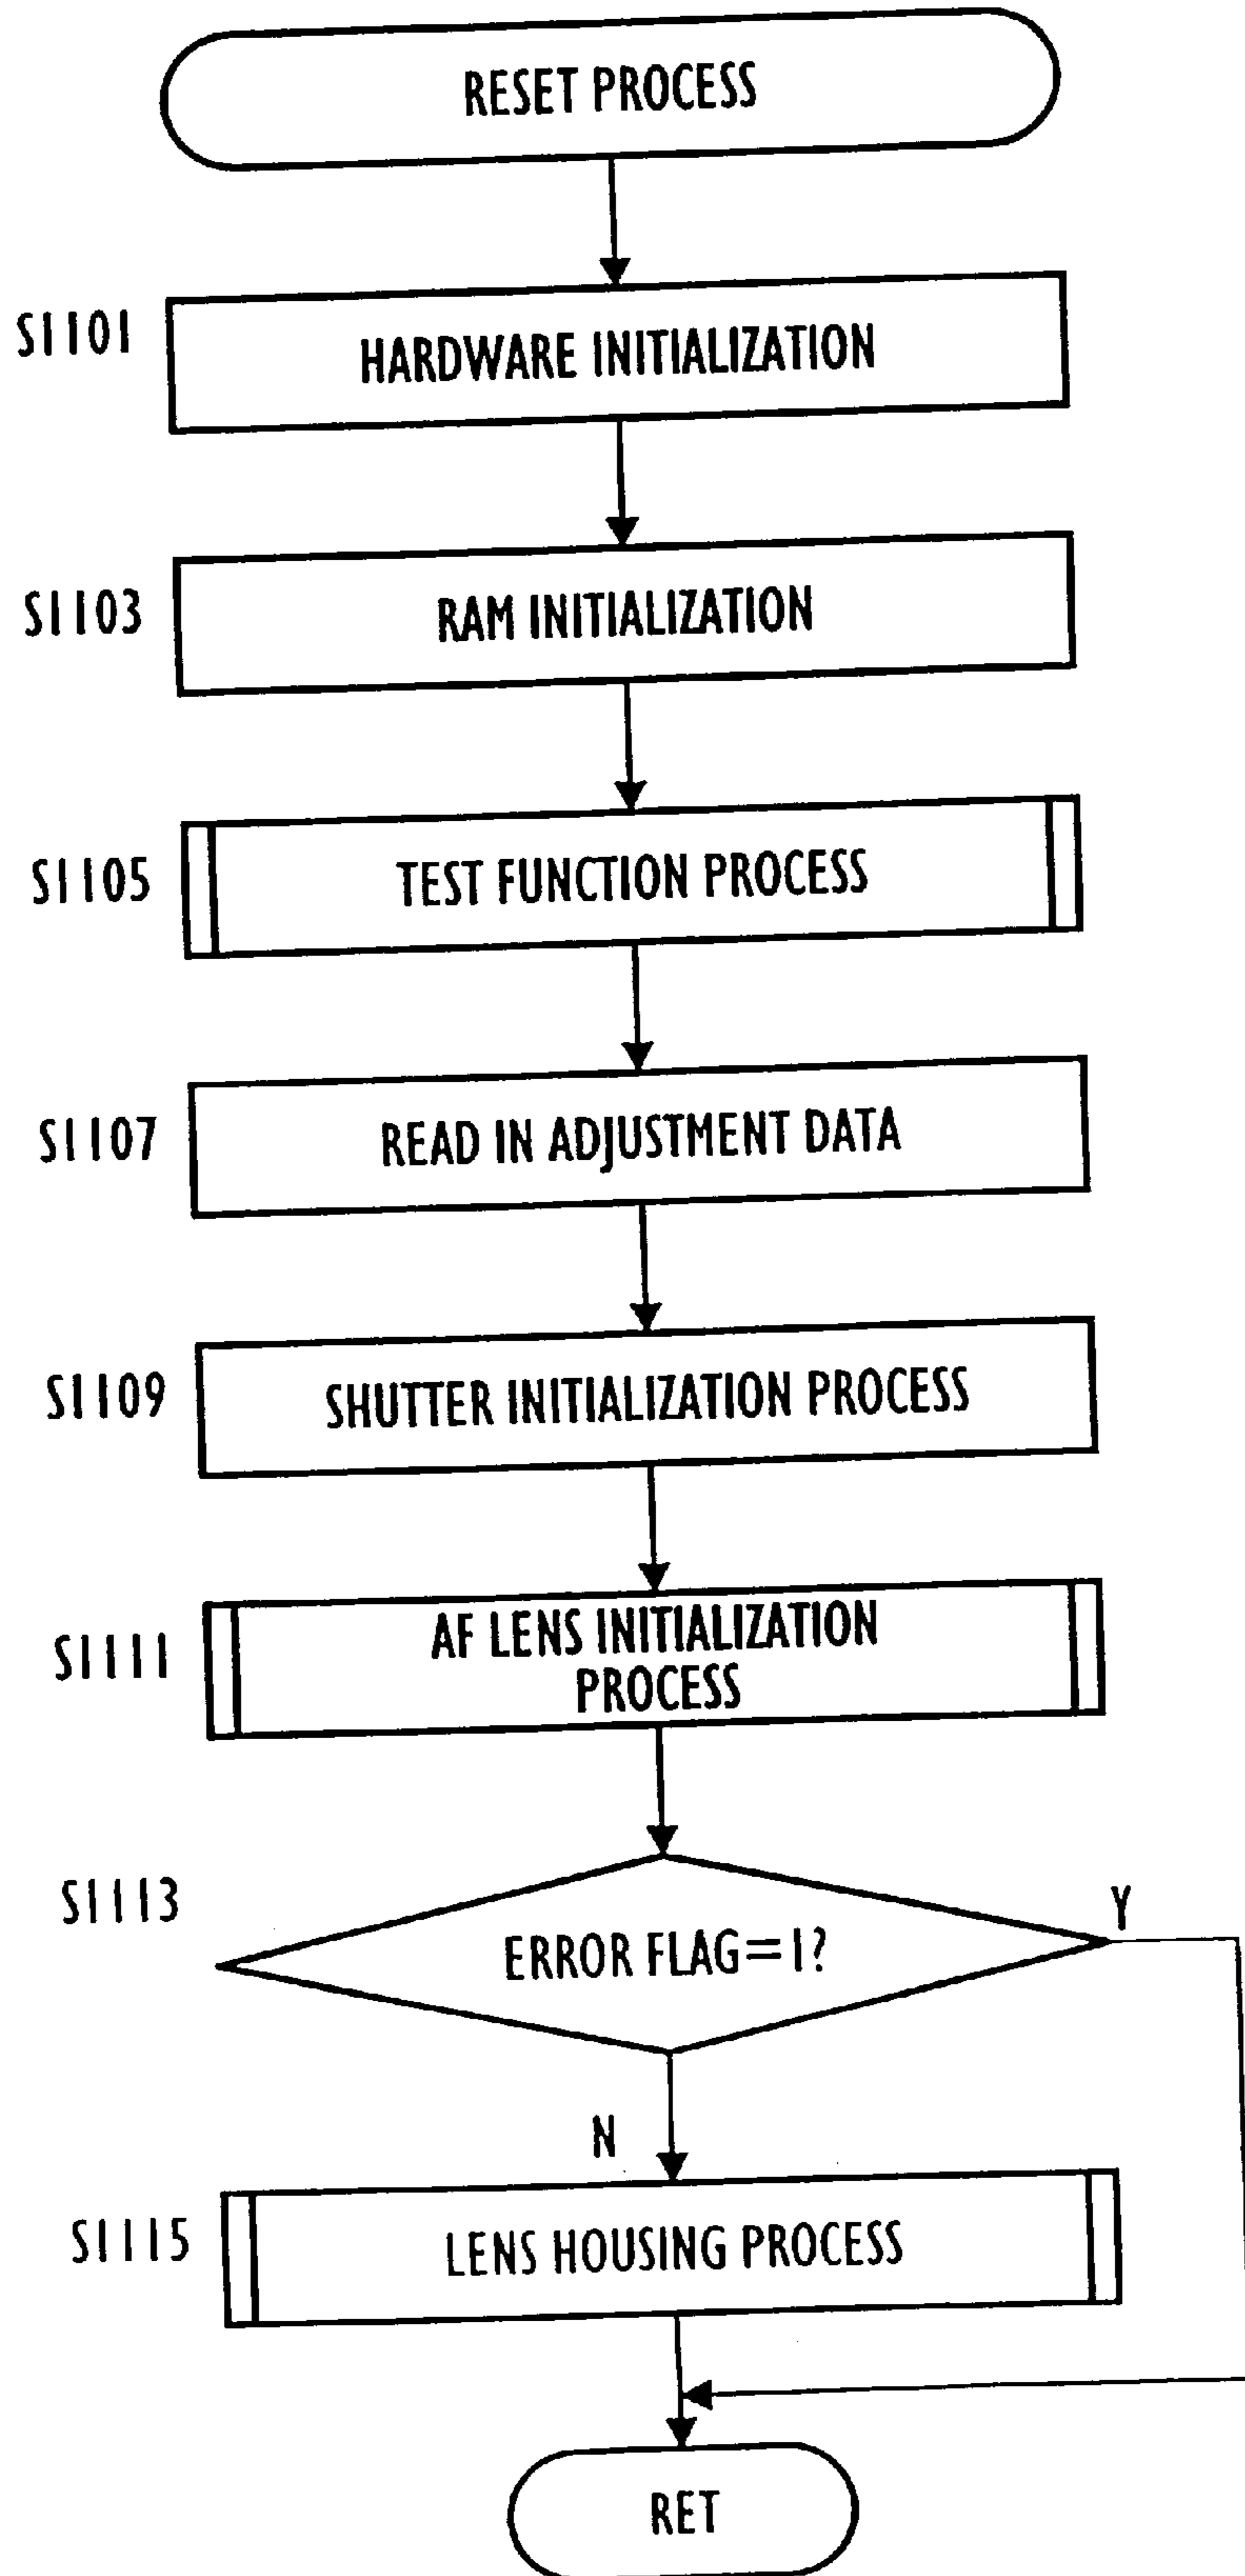 RESET PROCESS
S1101
HARDWARE INITIALIZATION
S1103
RAM INITIALIZATION
S1105
TEST FUNCTION PROCESS
S1107
READ IN ADJUSTMENT DATA
S1109
SHUTTER INITIALIZATION PROCESS
S1111
AF LENS INITIALIZATION
PROCESS
S1113
ERROR FLAG=1?
Y
N
S1115
LENS HOUSING PROCESS
RET